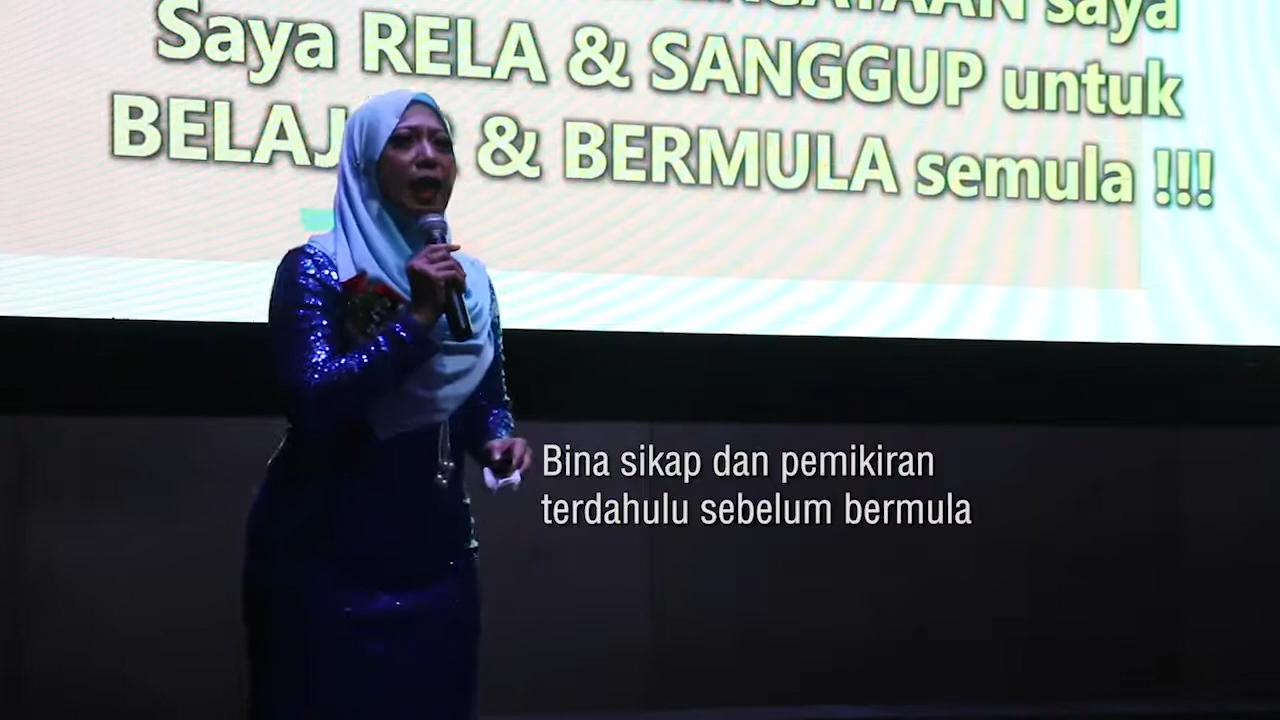 saya
Saya RELA & SANGGUP untuk
& BERMULA semula !!!
Bina sikap dan pemikiran
terdahulu sebelum bermula